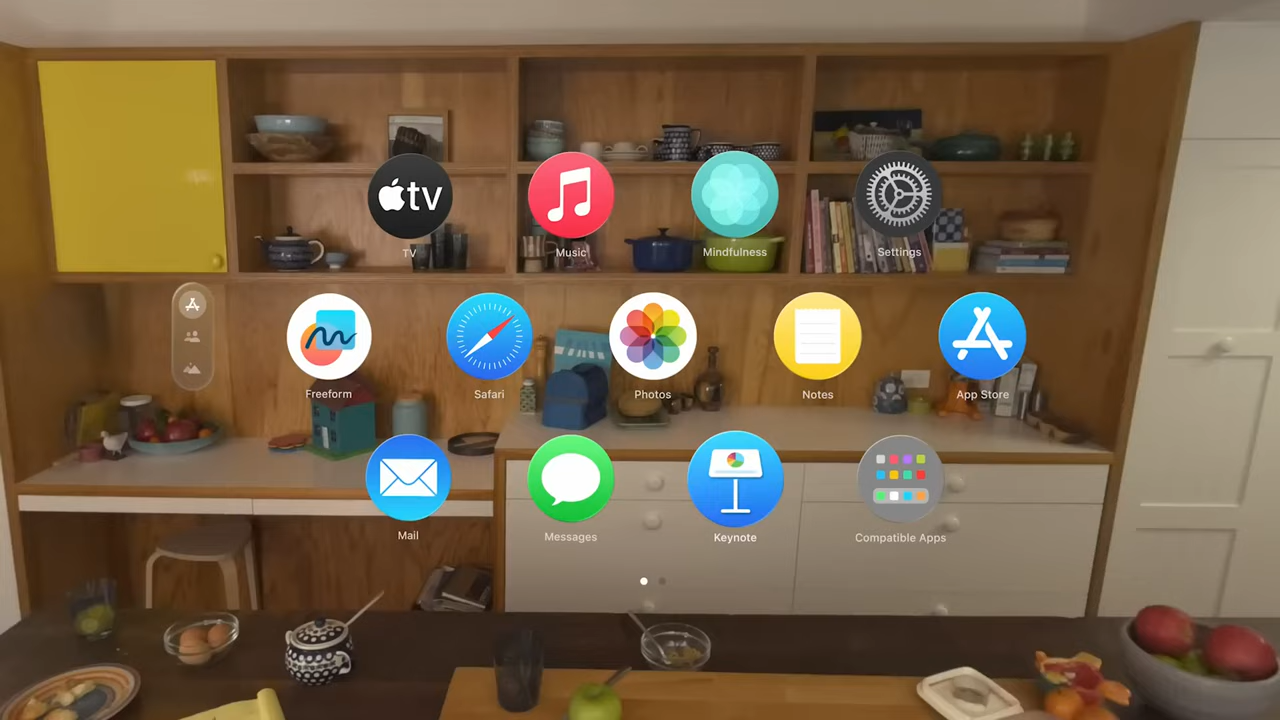 tv
TV
Music
Mindfulness
Settings
Freeform
Safari
Photos
Notes
App Store
Mail
Messages
Keynote
Compatible Apps